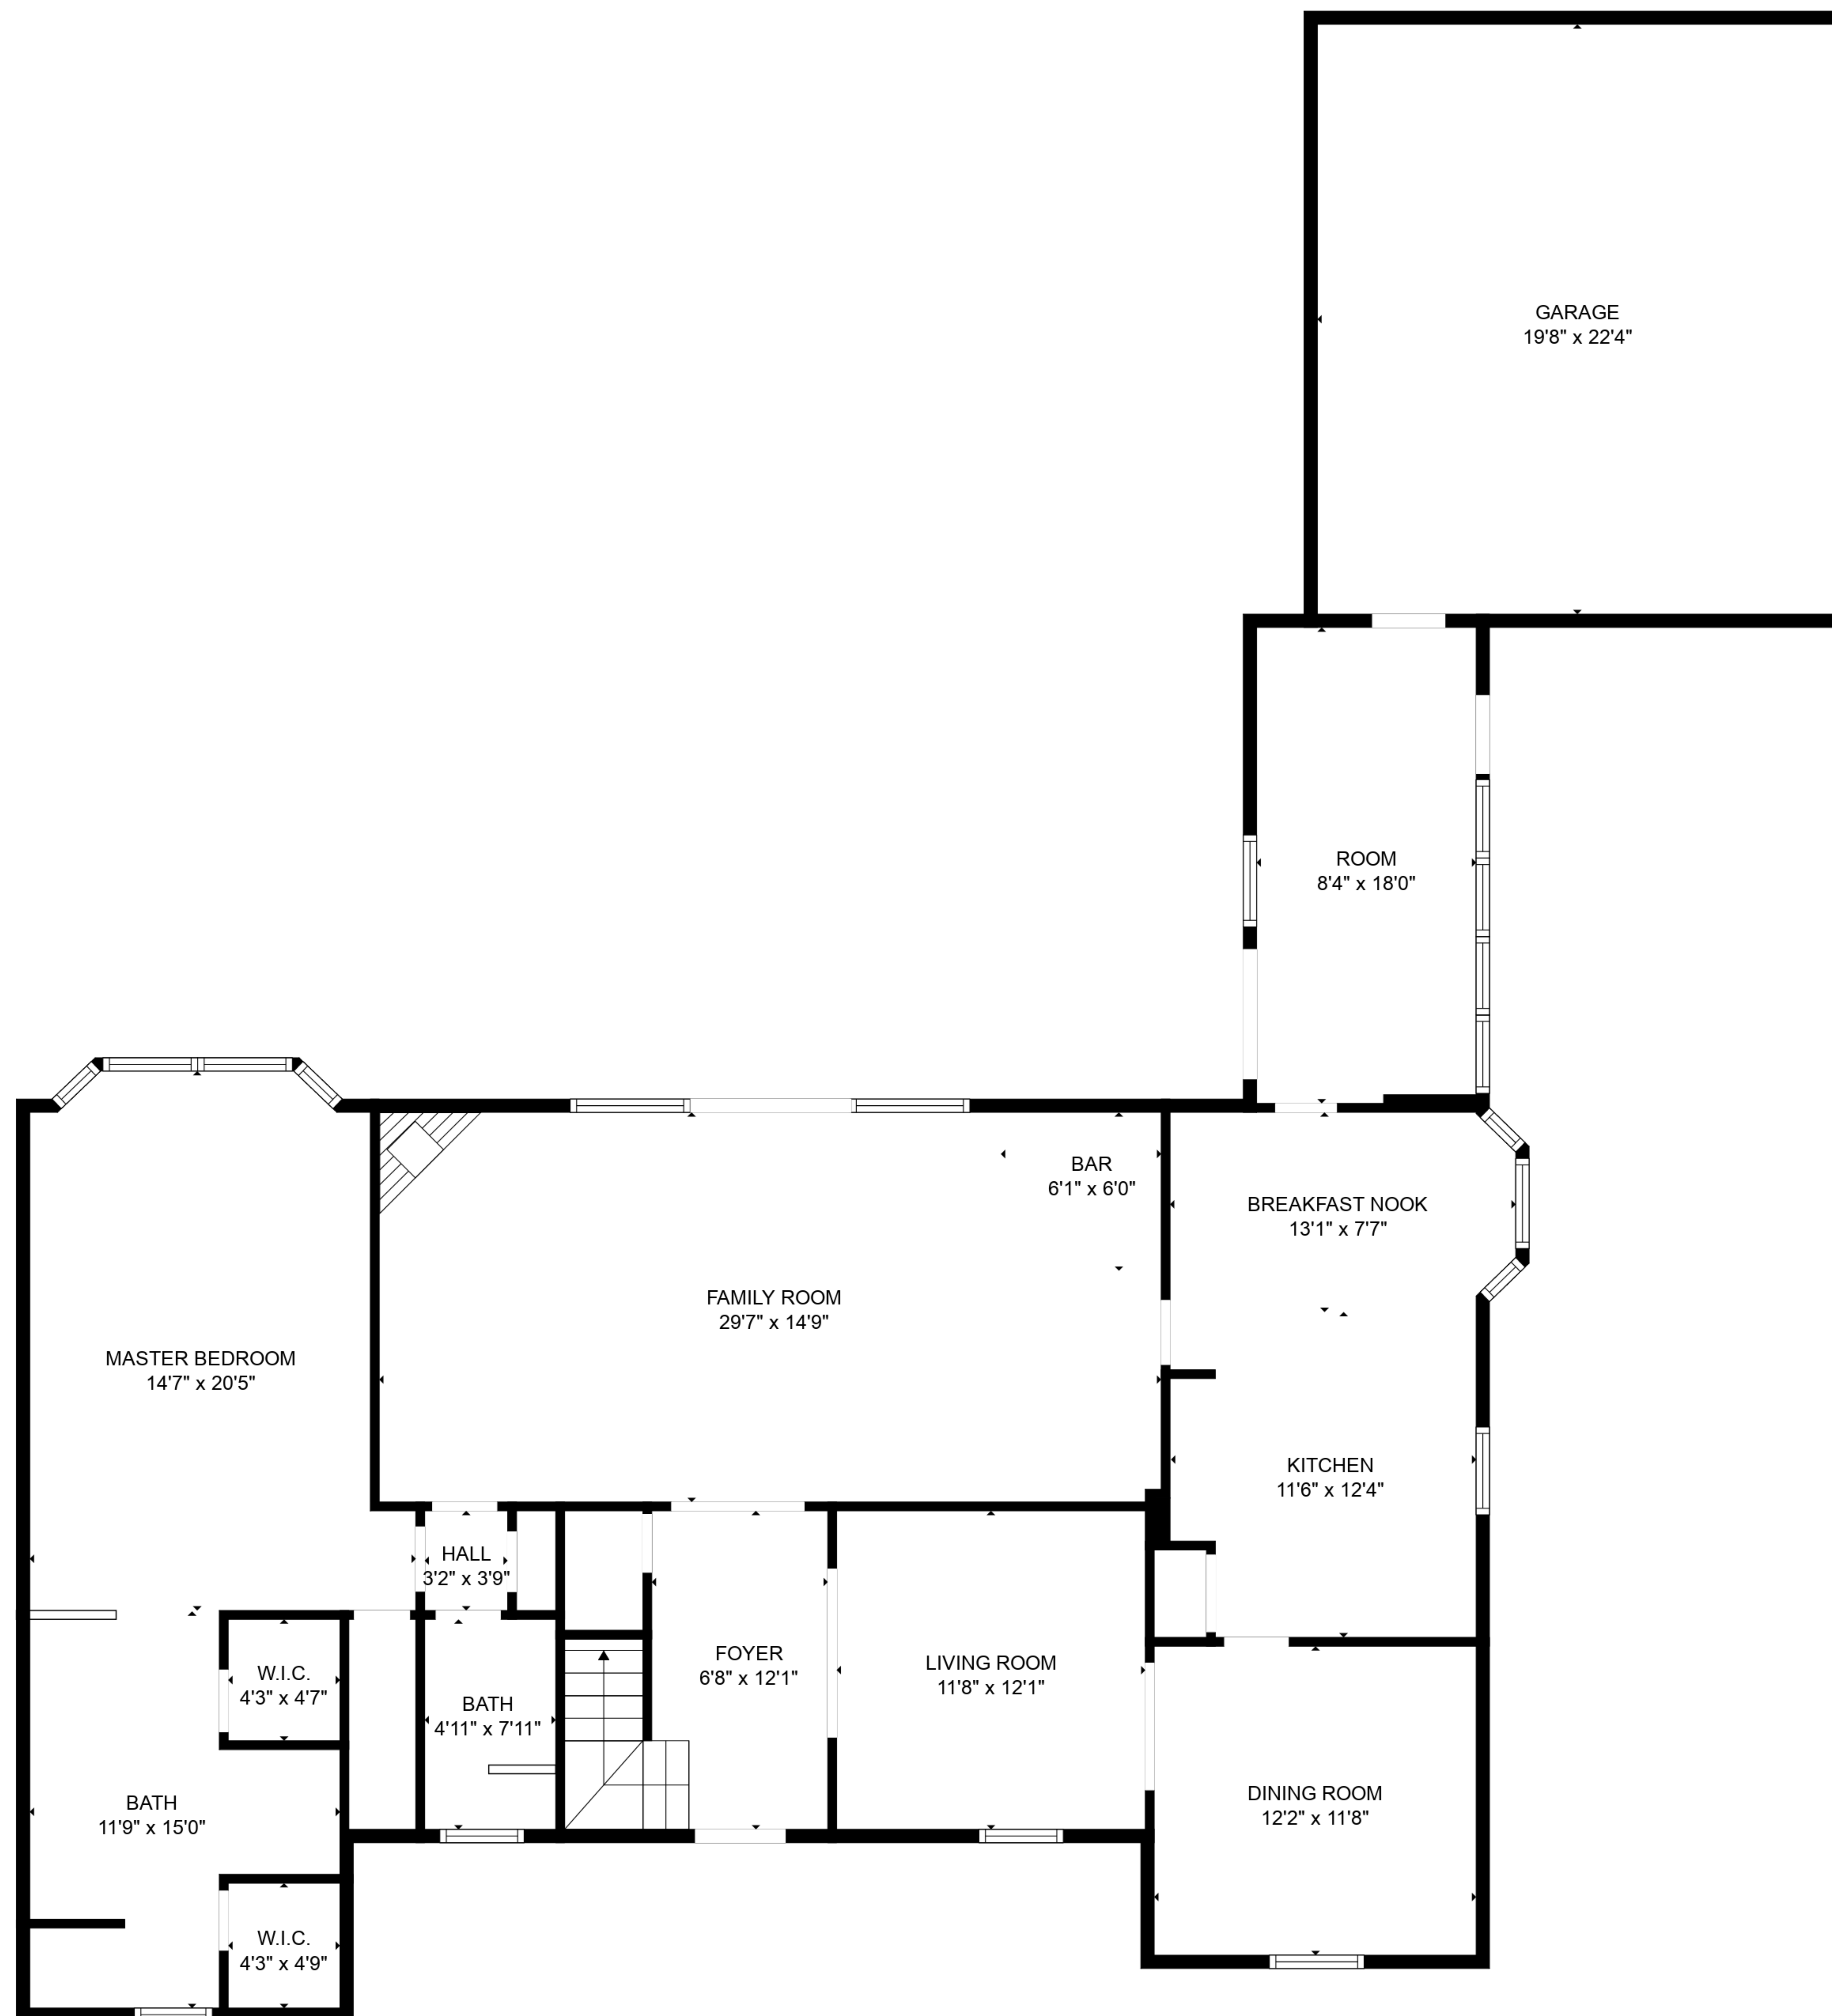 GARAGE
19'8" x 22'4"
ROOM
8'4" x 18'0"
BAR
6'1" x 6'0"
BREAKFAST NOOK
13'1" x 7'7"
FAMILY ROOM
29'7" x 14'9"
MASTER BEDROOM
14'7" x 20'5"
KITCHEN
11'6" x 12'4"
HALL
3'2" x 3'9"
FOYER
6'8" x 12'1"
LIVING ROOM
11'8" x 12'1"
W.I.C.
4'3" x 4'7"
BATH
4'11" x 7'11"
DINING ROOM
12'2" x 11'8"
BATH
11'9" x 15'0"
W.I.C.
4'3" x 4'9"